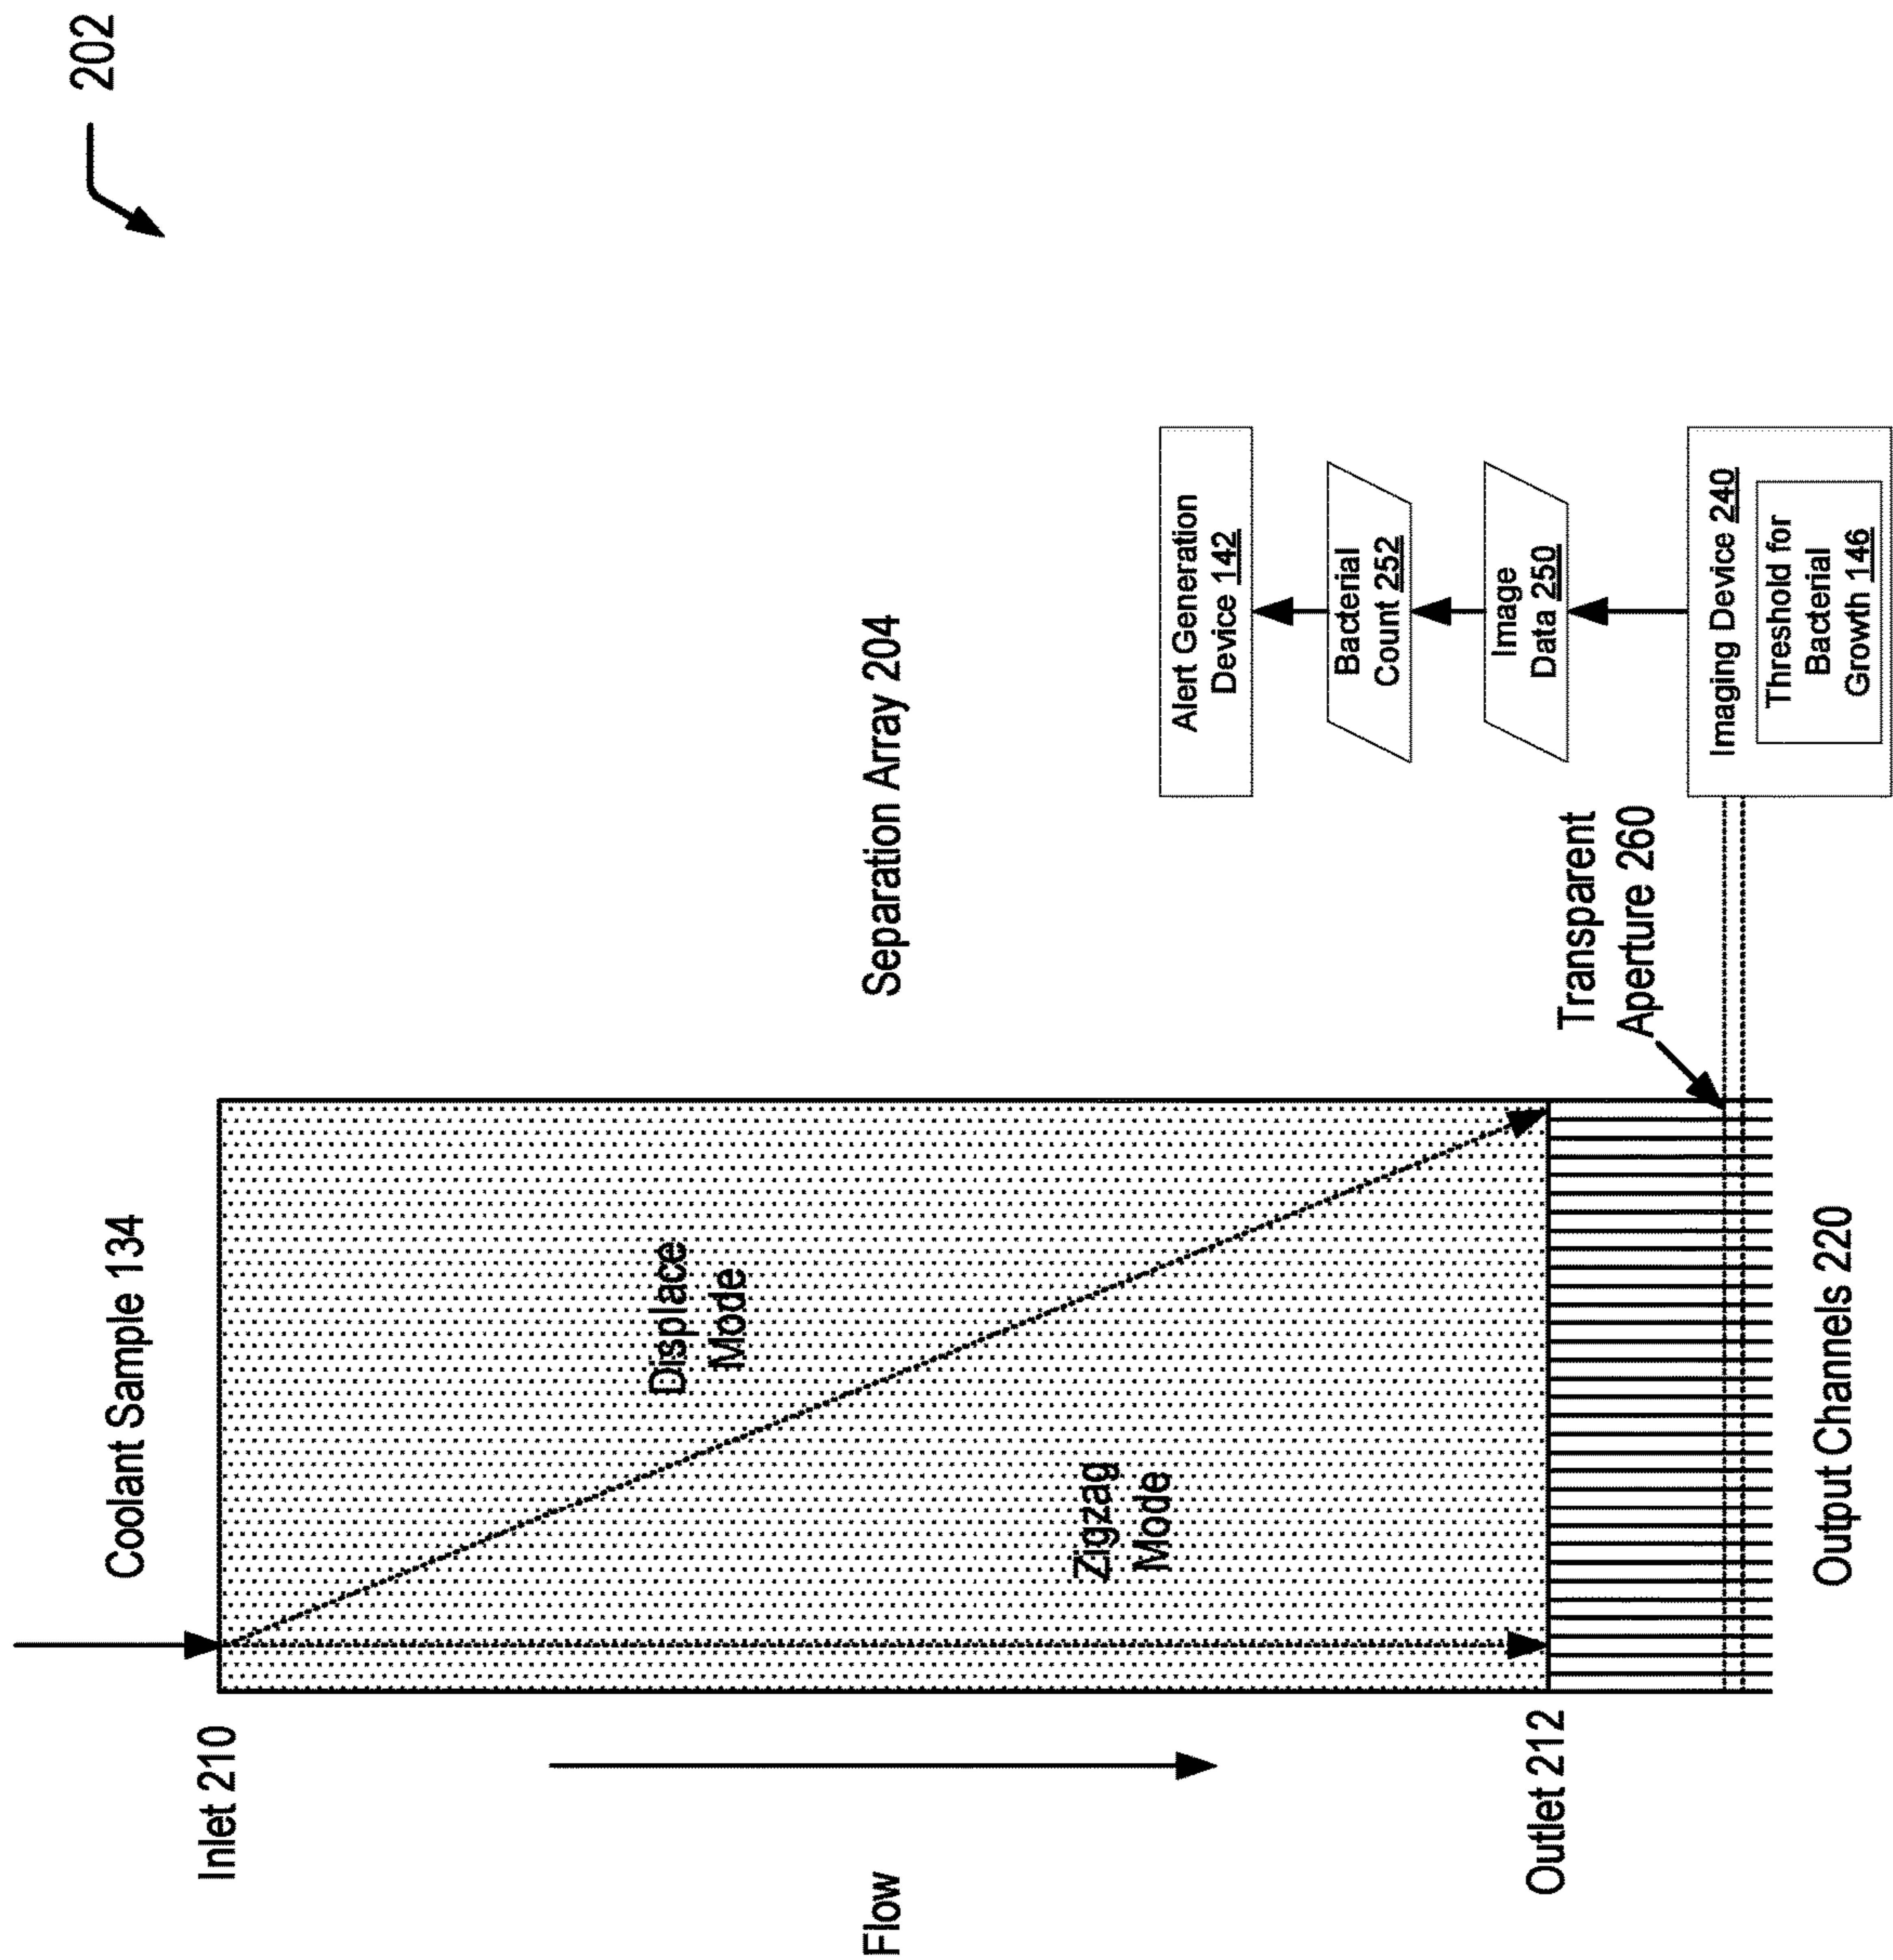 202
Coolant Sample 134
Inlet 210
Displace
Mode
Zigzag
Mode
Flow
Separation Array 204
Outlet 212
Output Channels 220
Transparent
Aperture 260
Alert Generation
Device 142
Bacterial
Count 252
Image
Data 250
Imaging Device 240
Threshold for
Bacterial
Growth 146